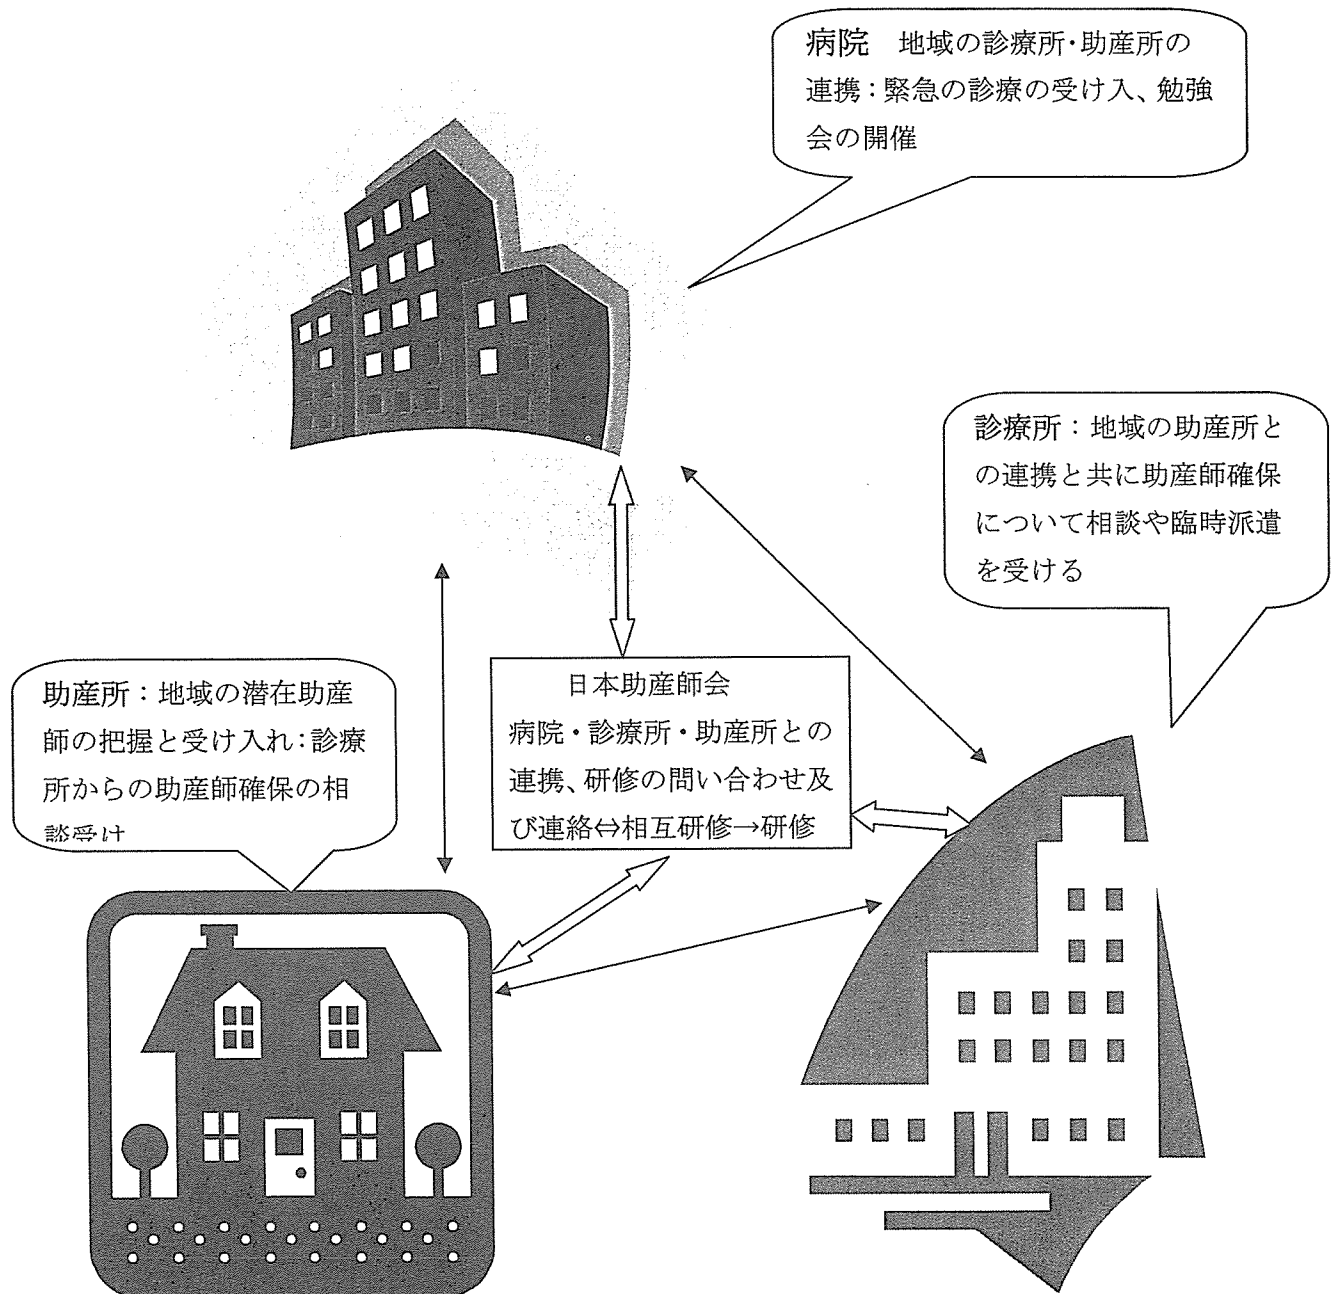 病院　地域の診療所･助産所の
連携：緊急の診療の受け入、勉強
会の開催
診療所：地域の助産所と
の連携と共に助産師確保
について相談や臨時派遣
を受ける
助産所：地域の潜在助産
師の把握と受け入れ：診療
所からの助産師確保の相
談受け
日本助産師会
病院・診療所・助産所との
連携、研修の問い合わせ及
び連絡⇔相互研修→研修